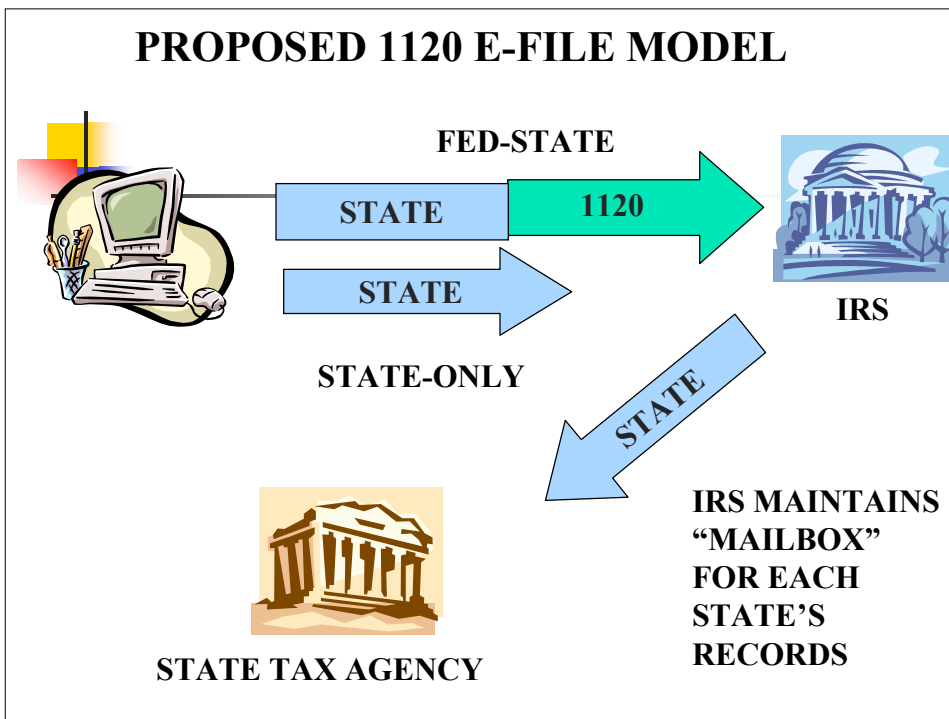 PROPOSED 1120 E-FILE MODEL
FED-STATE
STATE
1120
STATE
IRS
STATE-ONLY
STATE
IRS MAINTAINS
“MAILBOX”
FOR EACH
STATE’S
RECORDS
STATE TAX AGENCY